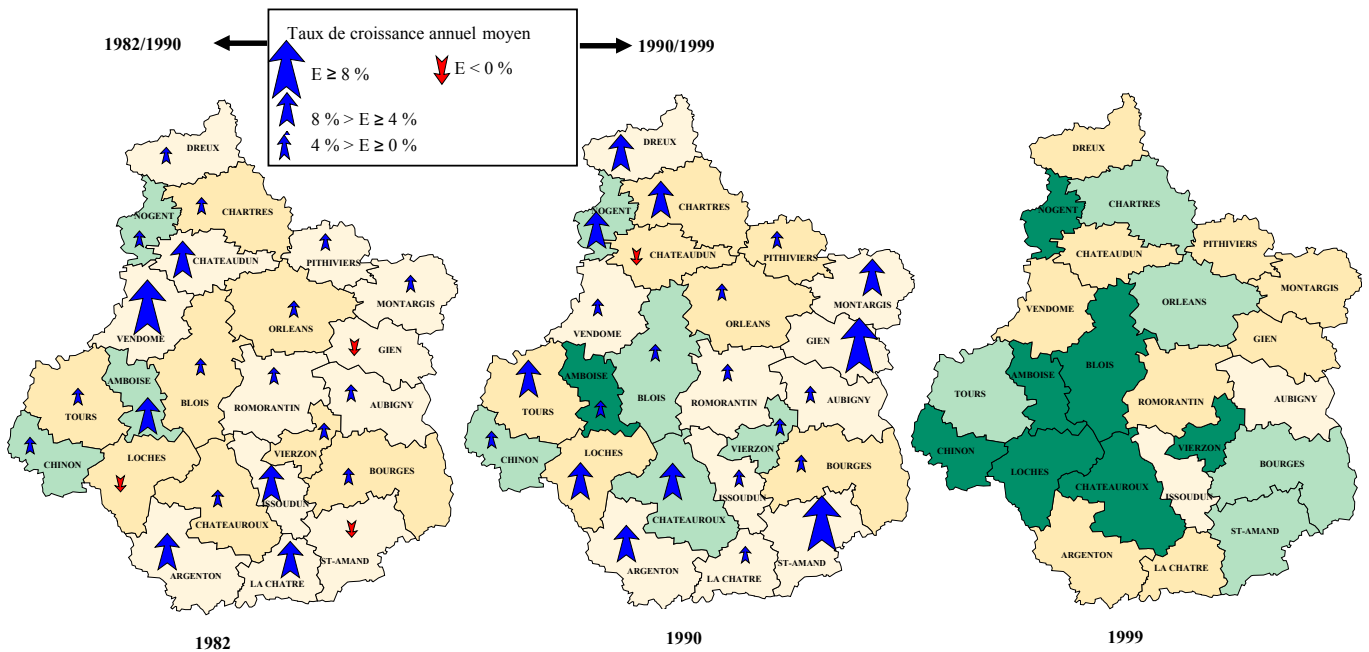 1982/1990
Taux de croissance annuel moyen
1990/1999
E ≥ 8 %
E < 0 %
8 % > E ≥ 4 %
4 % > E ≥ 0 %
DREUX
NOGENT
CHARTRES
CHATEAUDUN
PITHIVIERS
MONTARGIS
ORLEANS
VENDOME
GIEN
AMBOISE
BLOIS
ROMORANTIN
AUBIGNY
TOURS
LOCHES
VIERZON
CHINON
BOURGES
ISSOUDUN
CHATEAUROUX
ST-AMAND
ARGENTON
LA CHATRE
1982
DREUX
CHARTRES
NOGENT
CHATEAUDUN
PITHIVIERS
MONTARGIS
ORLEANS
VENDOME
GIEN
AMBOISE
BLOIS
ROMORANTIN
AUBIGNY
TOURS
VIERZON
LOCHES
CHINON
BOURGES
ISSOUDUN
CHATEAUROUX
ST-AMAND
ARGENTON
LA CHATRE
1990
DREUX
CHARTRES
NOGENT
PITHIVIERS
CHATEAUDUN
MONTARGIS
ORLEANS
VENDOME
GIEN
BLOIS
AMBOISE
TOURS
ROMORANTIN
AUBIGNY
VIERZON
CHINON
BOURGES
LOCHES
CHATEAUROUX
ISSOUDUN
ST-AMAND
ARGENTON
LA CHATRE
1999